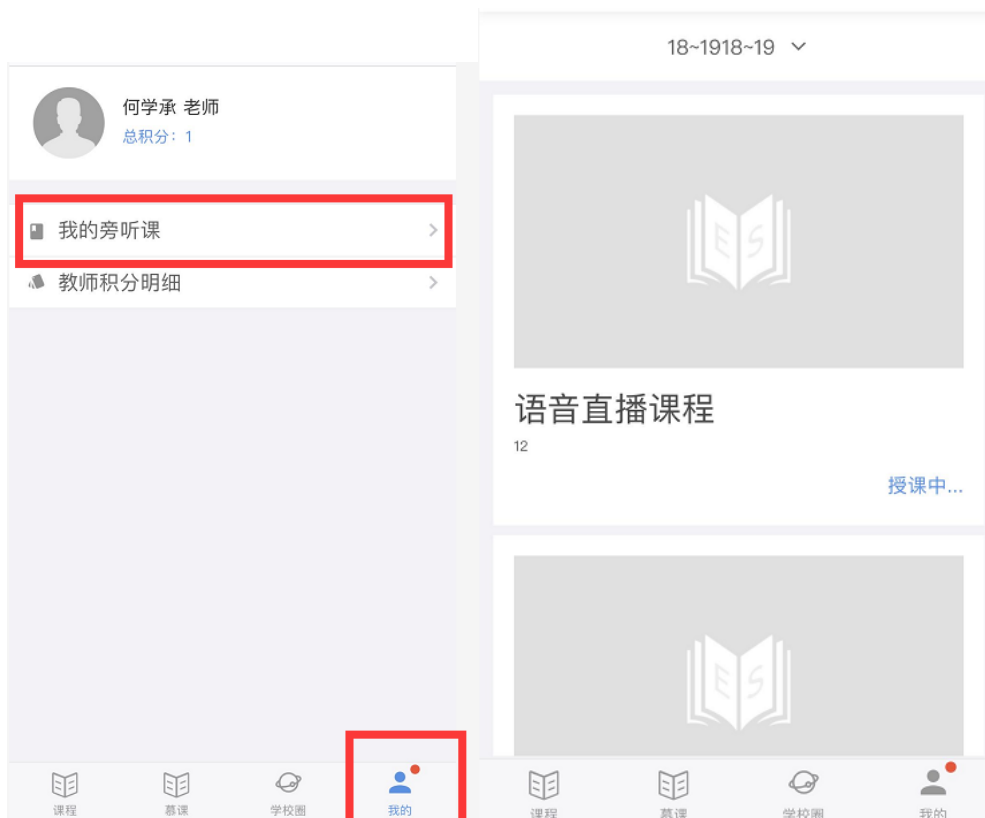 何学承 老师
总积分：1
我的旁听课
教师积分明细
课程 慕课 学校圈 我的
18~1918~19
E S
语音直播课程
12
授课中...
E S
课程 慕课 学校圈 我的